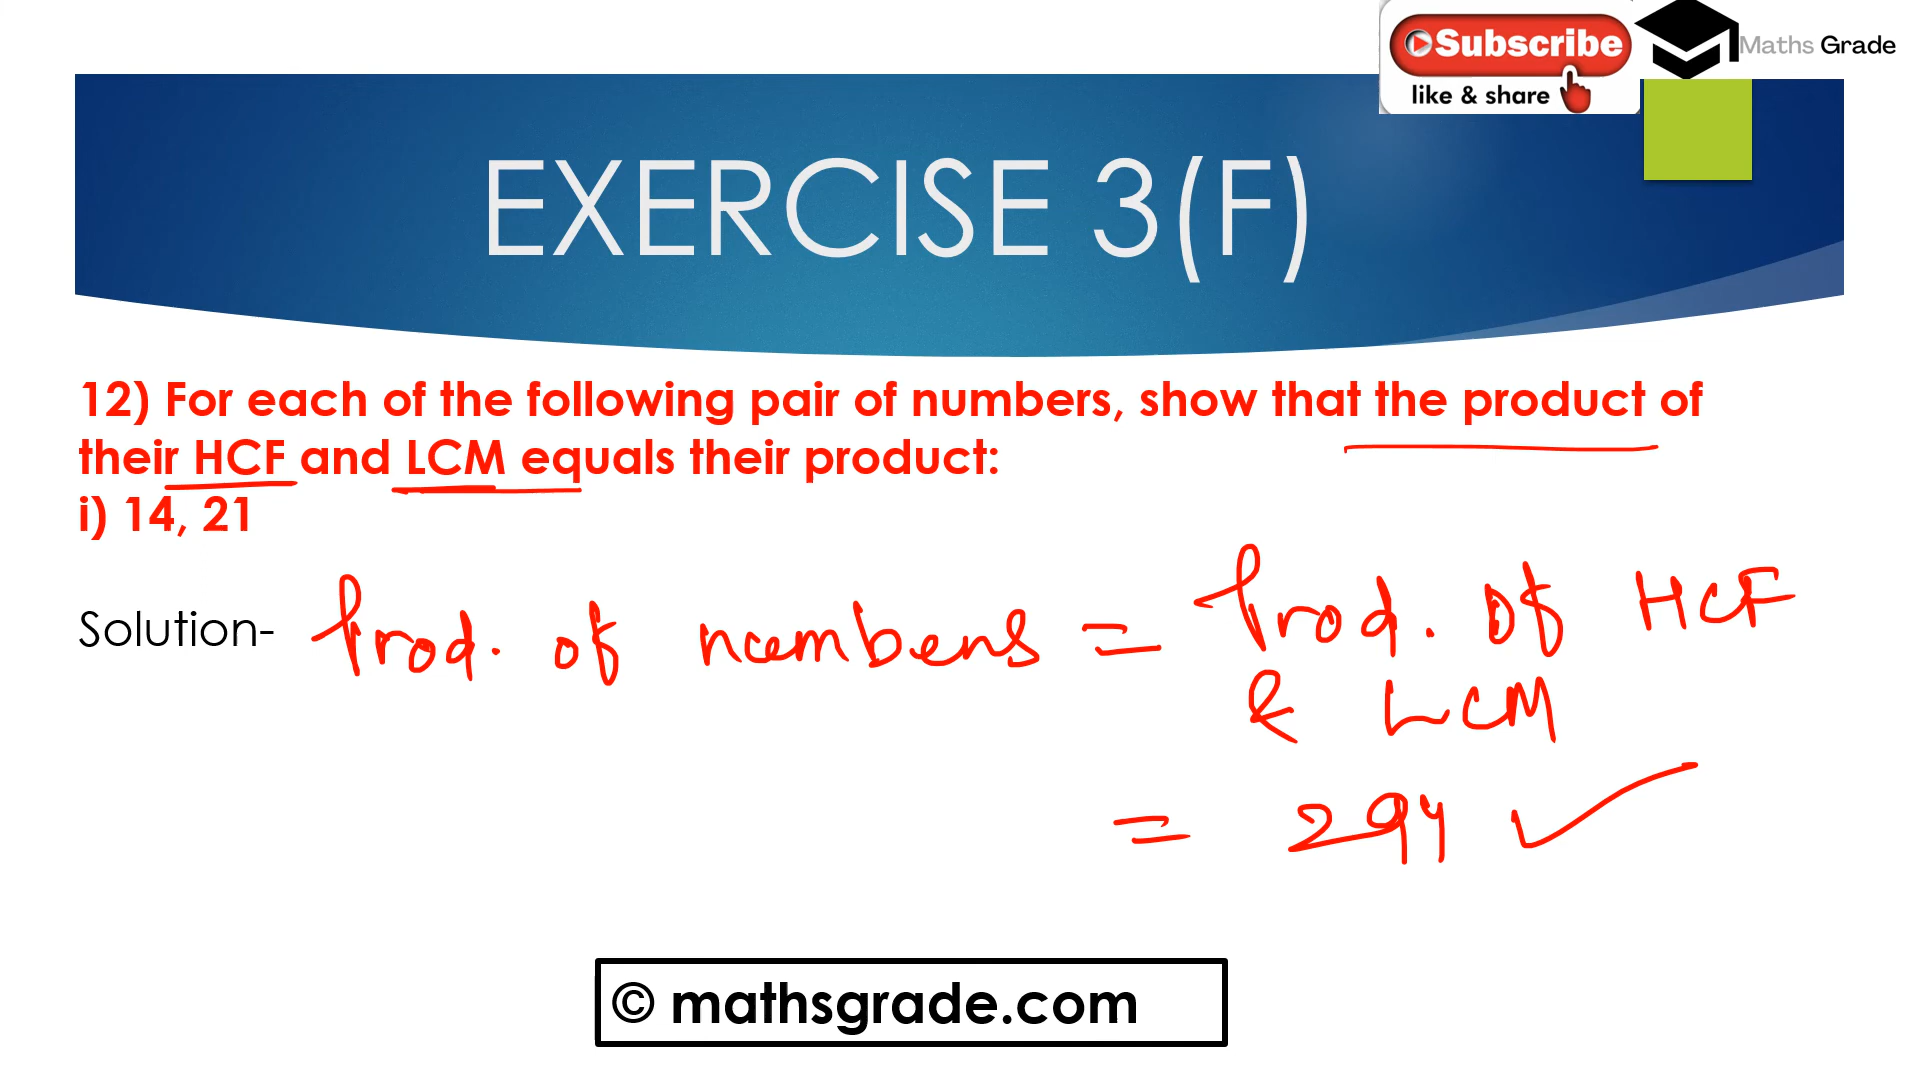 Subscribe
like & share
Maths Grade
EXERCISE 3(F)
12) For each of the following pair of numbers, show that the product of
their HCF and LCM equals their product:
i) 14, 21
Solution- Prod. of numbers = Prod. of HCF
& LCM
= 294 ✓
© mathsgrade.com